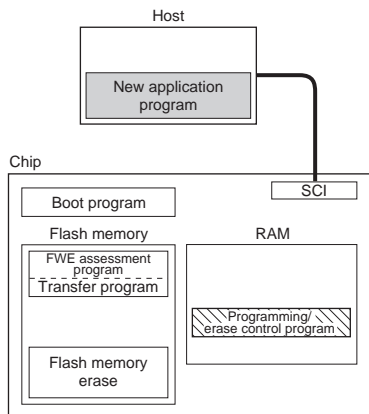 Host
New application
program
Chip
SCI
Boot program
Flash memory
RAM
FWE assessment
program
Transfer program
Programming/
erase control program
Flash memory
erase